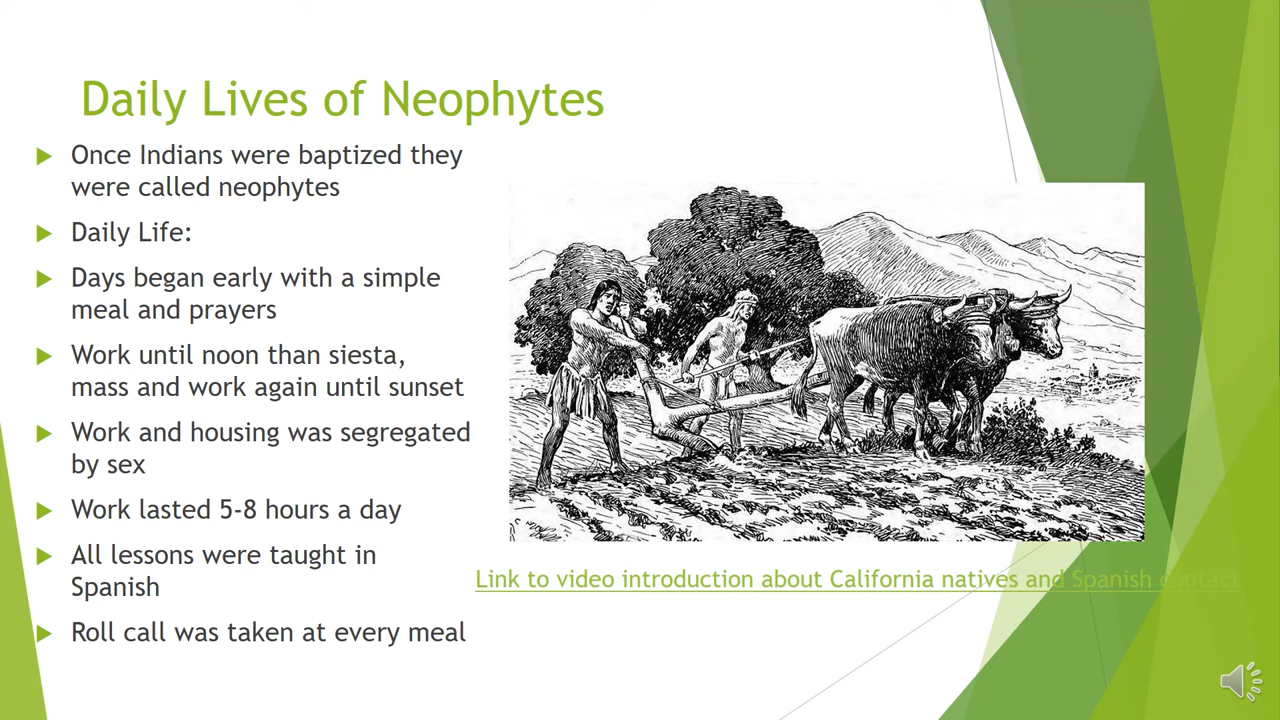 Daily Lives of Neophytes
Once Indians were baptized they
were called neophytes
Daily Life:
Days began early with a simple
meal and prayers
Work until noon than siesta,
mass and work again until sunset
Work and housing was segregated
by sex
Work lasted 5-8 hours a day
All lessons were taught in
Spanish
Roll call was taken at every meal
Link to video introduction about California natives and Spanish contact